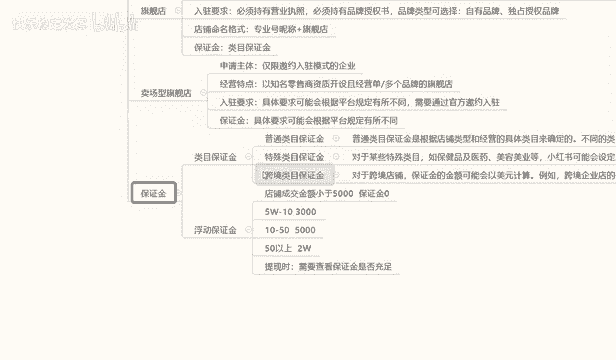 旗舰店
入驻要求：必须持有营业执照，必须持有品牌授权书，品牌类型可选择：自有品牌、独占授权品牌
店铺命名格式：专业号昵称+旗舰店
保证金：类目保证金
卖场型旗舰店
申请主体：仅限邀约入驻模式的企业
经营特点：以知名零售商资质开设且经营单/多个品牌的旗舰店
入驻要求：具体要求可能会根据平台规定有所不同，需要通过官方邀约入驻
保证金：具体要求可能会根据平台规定有所不同
保证金
类目保证金
普通类目保证金
普通类目保证金是根据店铺类型和经营的具体类目来确定的。不同的类
特殊类目保证金
对于某些特殊类目，如保健品及医药、美容美业等，小红书可能会设定
跨境类目保证金
对于跨境店铺，保证金的金额可能会以美元计算。例如，跨境企业店的
浮动保证金
店铺成交金额小于5000 保证金0
5W-10 3000
10-50 5000
50以上 2W
提现时：需要查看保证金是否充足